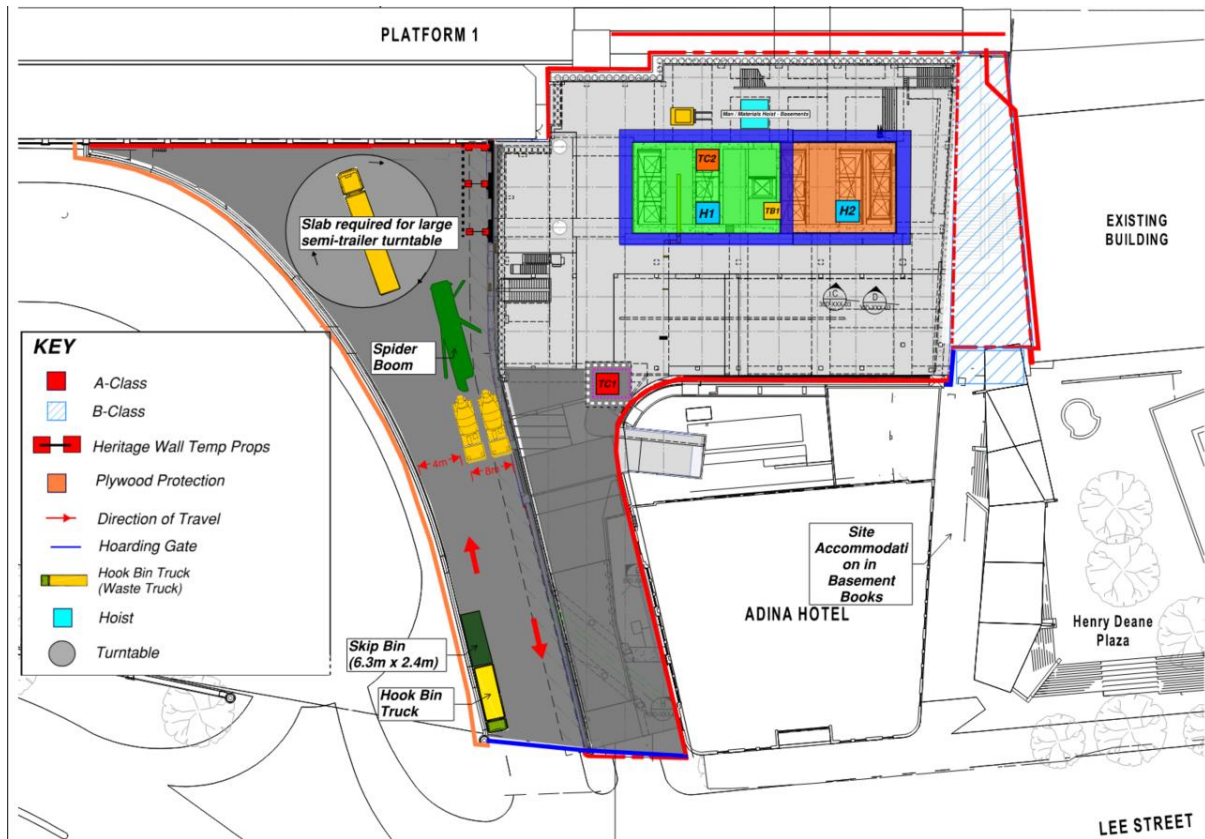 PLATFORM 1
Man / Materials Hoist - Basements
TC2
H1
TB1
H2
Slab required for large
semi-trailer turntable
EXISTING
BUILDING
IC
D
Spider
Boom
TC1
4m
8m
KEY
A-Class
B-Class
Heritage Wall Temp Props
Plywood Protection
Direction of Travel
Hoarding Gate
Hook Bin Truck
(Waste Truck)
Hoist
Turntable
Site
Accommodati
on in
Basement
Books
ADINA HOTEL
Henry Deane
Plaza
Skip Bin
(6.3m x 2.4m)
Hook Bin
Truck
LEE STREET